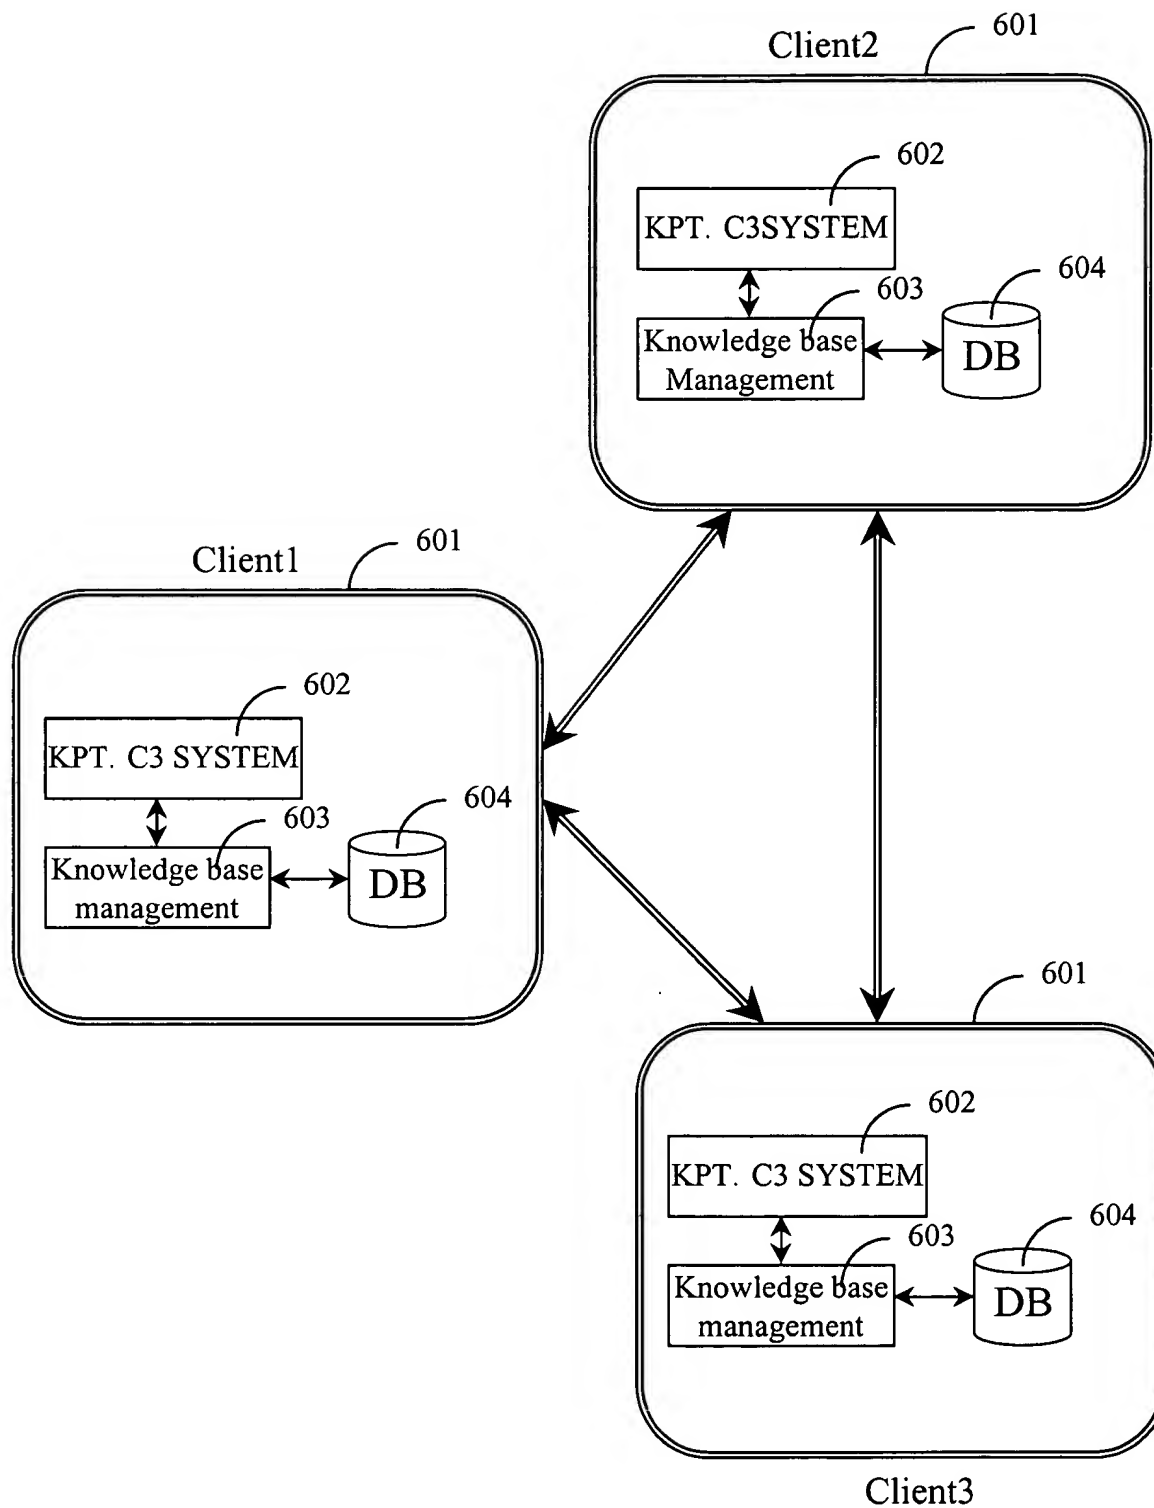 601
Client2
602
KPT. C3SYSTEM
603
604
Knowledge base
Management
DB
601
Client1
602
KPT. C3 SYSTEM
603
604
Knowledge base
management
DB
601
602
KPT. C3 SYSTEM
603
604
Knowledge base
management
DB
Client3